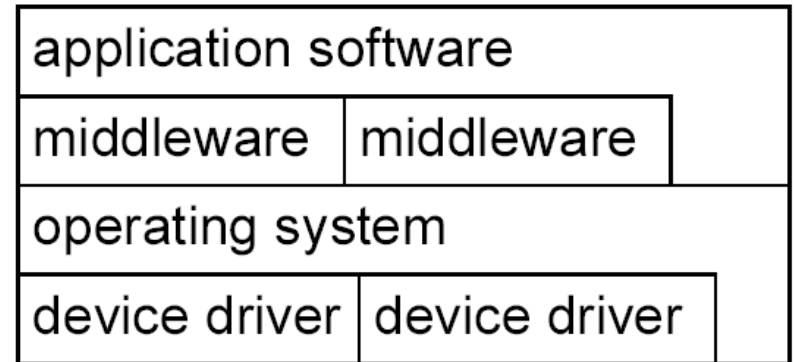 application software
middleware middleware
operating system
device driver device driver